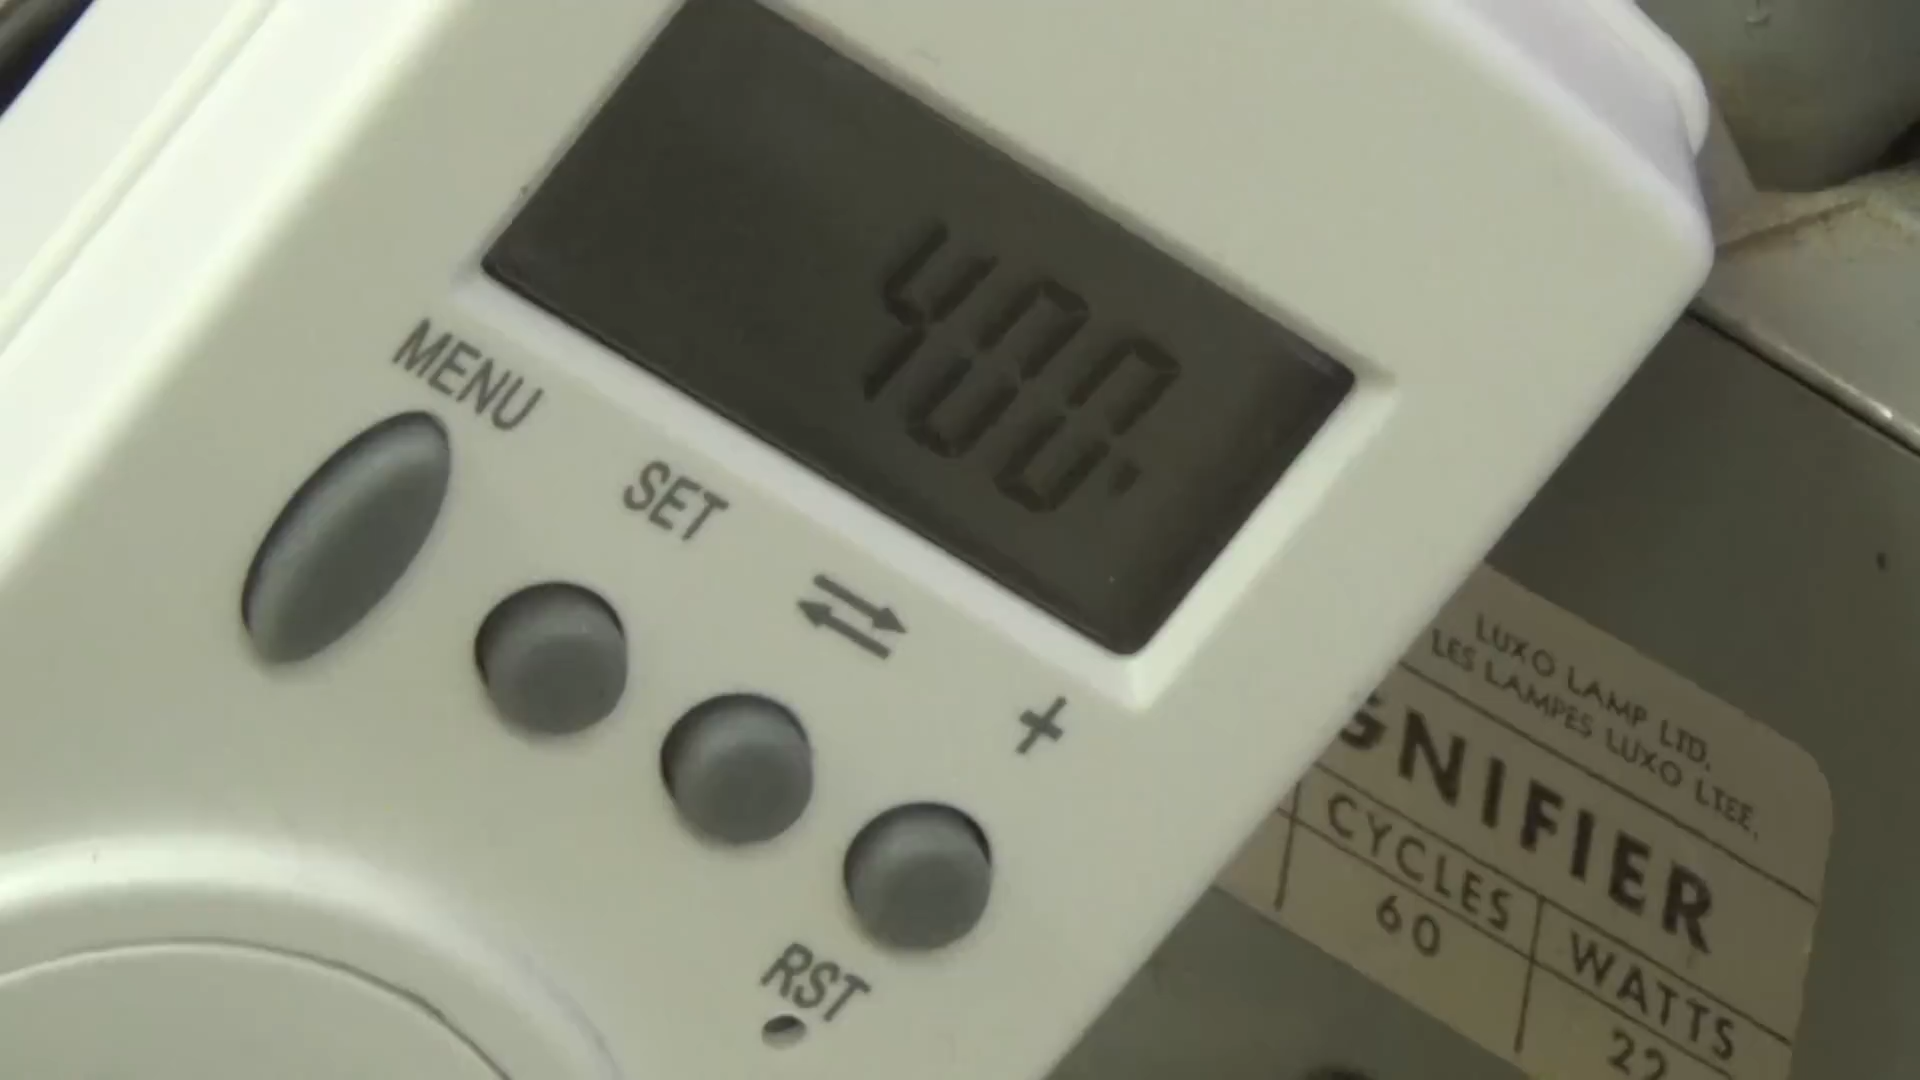 400.
MENU
SET
+
RST
LUXO LAMP LTD.
LES LAMPES LUXO LTEE.
GNIFIER
CYCLES
WATTS
60
22